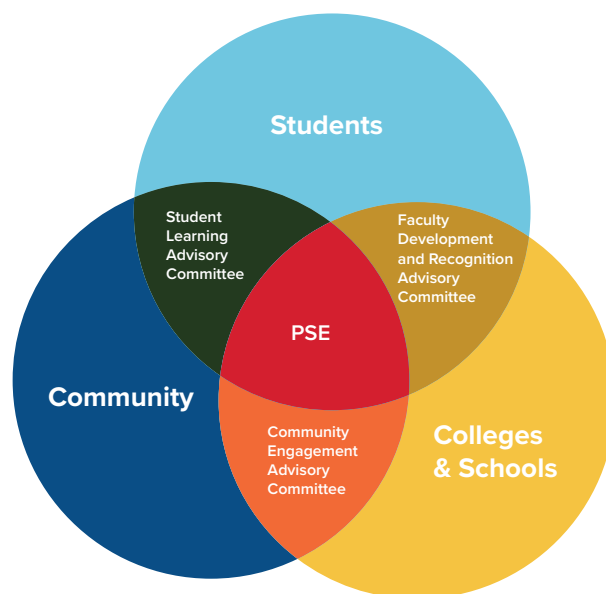 Students
Student
Learning
Advisory
Committee
Faculty
Development
and Recognition
Advisory
Committee
PSE
Community
Colleges
& Schools
Community
Engagement
Advisory
Committee